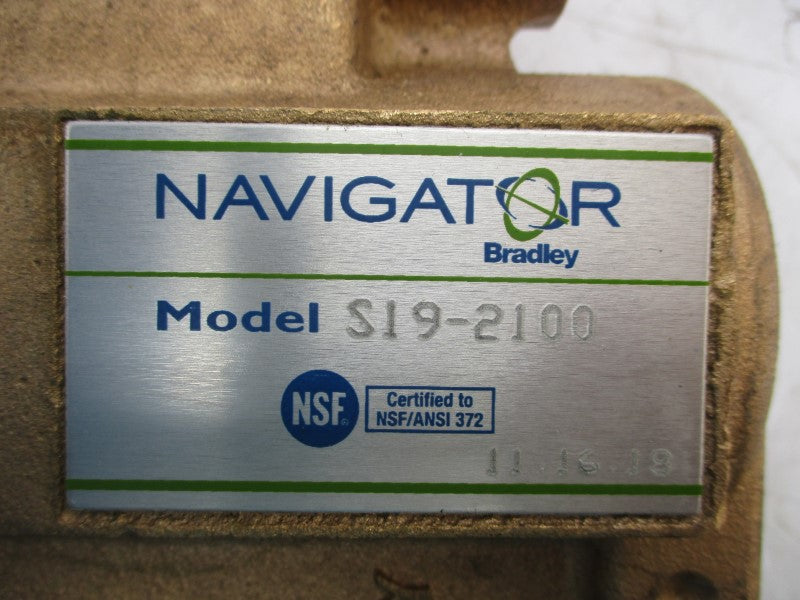 NAVIGATOR
Bradley
Model S19-2100
NSF®
Certified to
NSF/ANSI 372
11.16.18